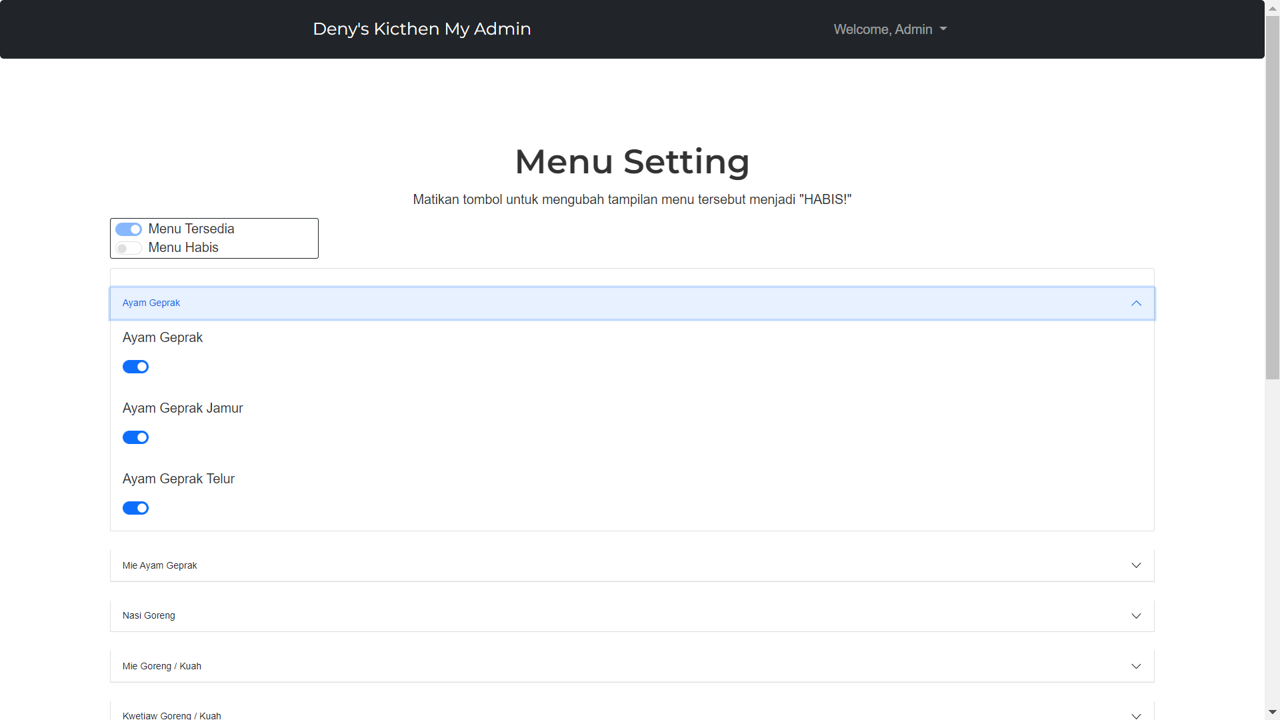 Deny's Kicthen My Admin
Welcome, Admin
Menu Setting
Matikan tombol untuk mengubah tampilan menu tersebut menjadi "HABIS!"
Menu Tersedia
Menu Habis
Ayam Geprak
Ayam Geprak
Ayam Geprak Jamur
Ayam Geprak Telur
Mie Ayam Geprak
Nasi Goreng
Mie Goreng / Kuah
Kwetiaw Goreng / Kuah